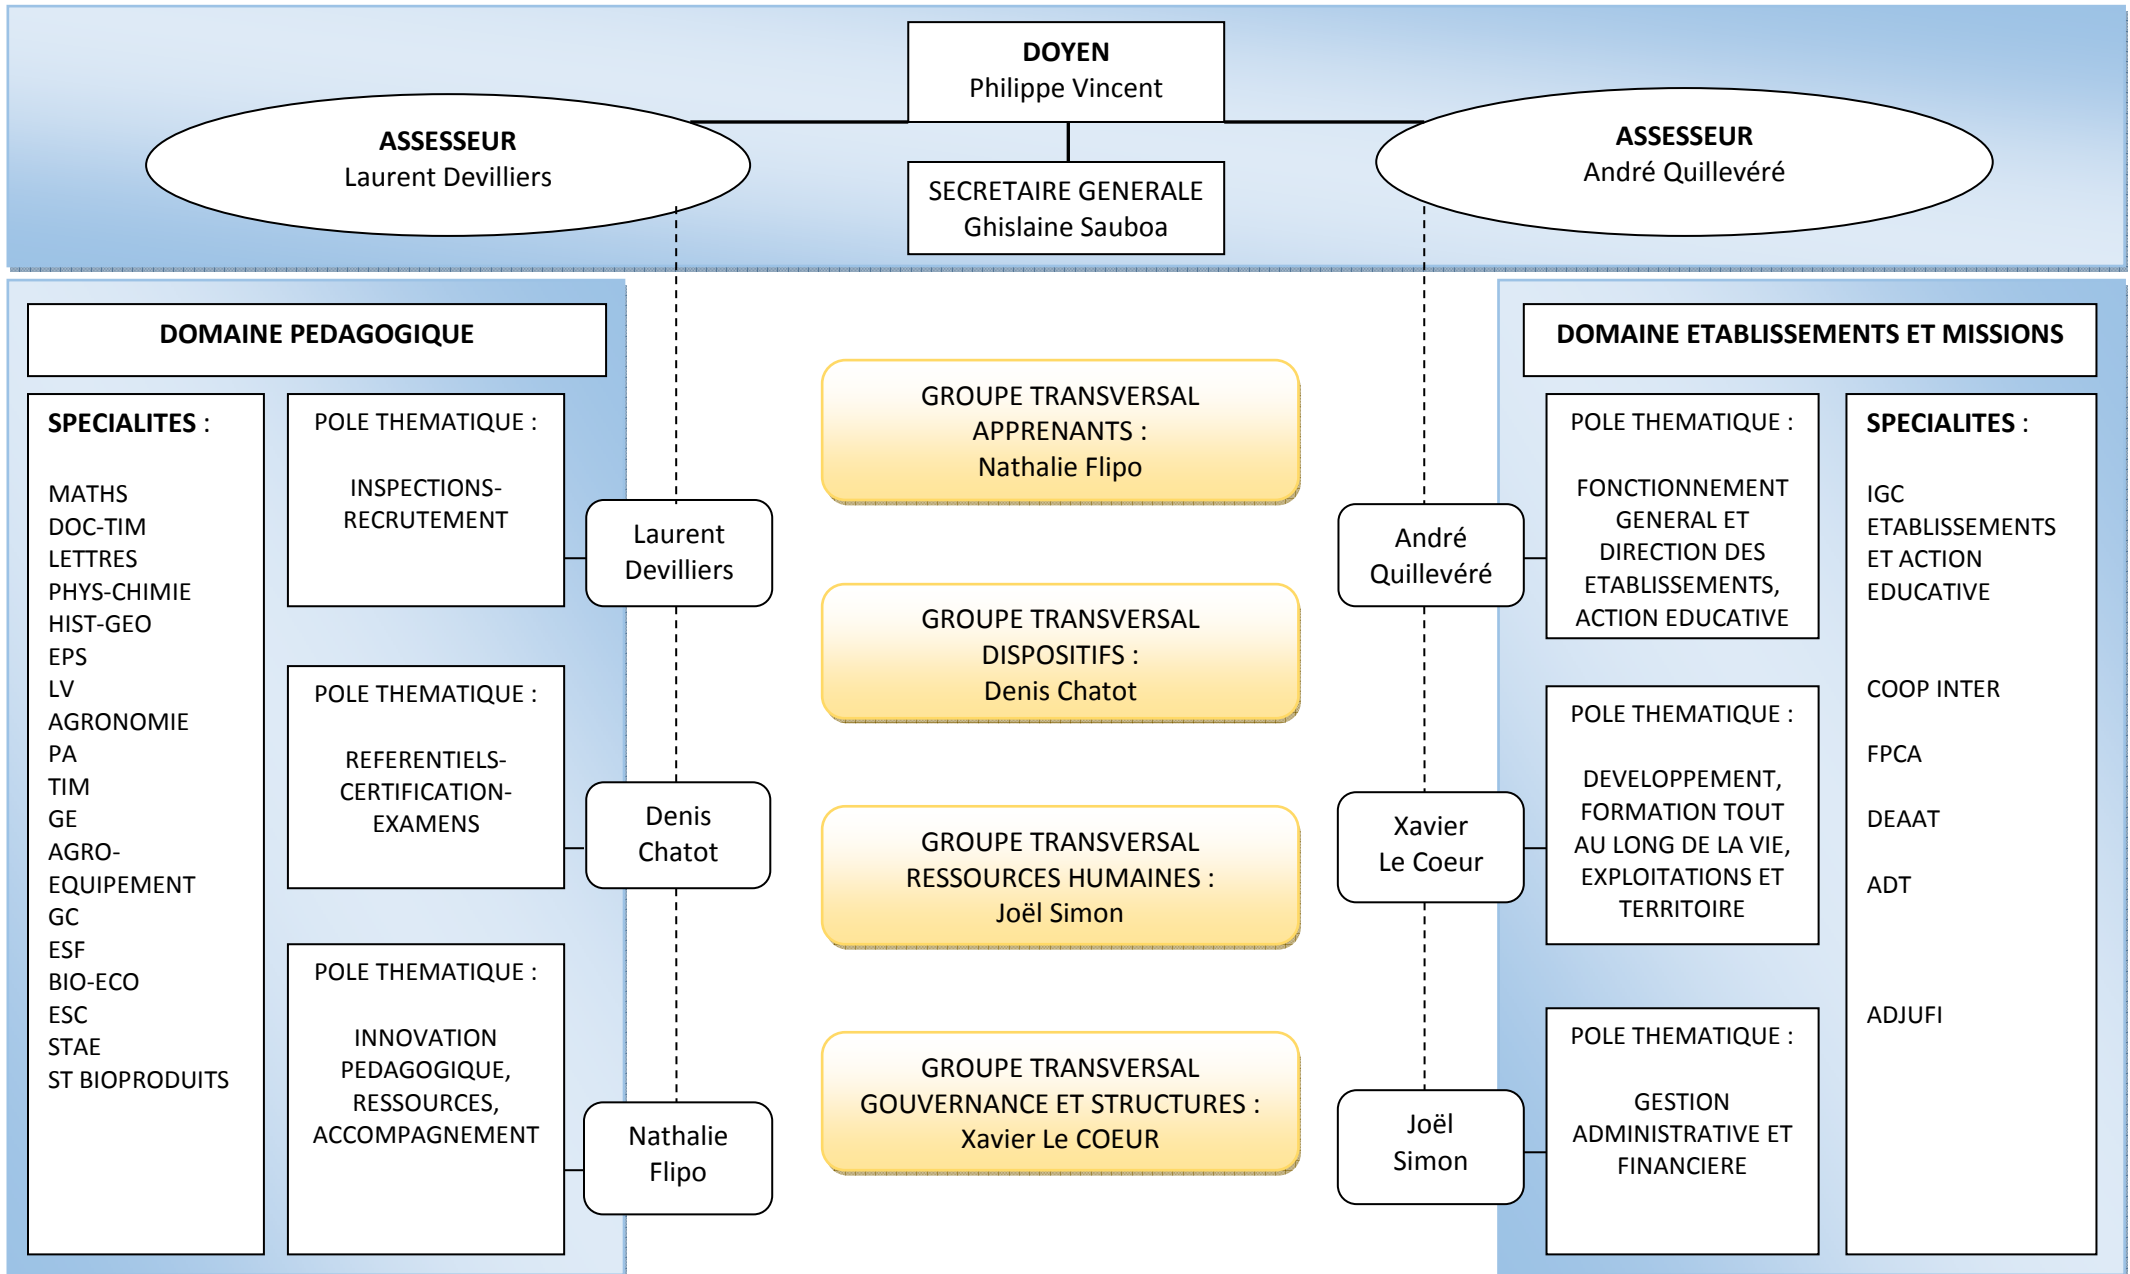 DOYEN
Philippe Vincent
ASSESSEUR
Laurent Devilliers
ASSESSEUR
André Quillevéré
SECRETAIRE GENERALE
Ghislaine Sauboa
DOMAINE PEDAGOGIQUE
SPECIALITES :
MATHS
DOC-TIM
LETTRES
PHYS-CHIMIE
HIST-GEO
EPS
LV
AGRONOMIE
PA
TIM
GE
AGRO-
EQUIPEMENT
GC
ESF
BIO-ECO
ESC
STAE
ST BIOPRODUITS
POLE THEMATIQUE :
INSPECTIONS-
RECRUTEMENT
Laurent
Devilliers
POLE THEMATIQUE :
REFERENTIELS-
CERTIFICATION-
EXAMENS
Denis
Chatot
POLE THEMATIQUE :
INNOVATION
PEDAGOGIQUE,
RESSOURCES,
ACCOMPAGNEMENT
Nathalie
Flipo
GROUPE TRANSVERSAL
APPRENANTS :
Nathalie Flipo
GROUPE TRANSVERSAL
DISPOSITIFS :
Denis Chatot
GROUPE TRANSVERSAL
RESSOURCES HUMAINES :
Joël Simon
GROUPE TRANSVERSAL
GOUVERNANCE ET STRUCTURES :
Xavier Le COEUR
DOMAINE ETABLISSEMENTS ET MISSIONS
André
Quillevéré
POLE THEMATIQUE :
FONCTIONNEMENT
GENERAL ET
DIRECTION DES
ETABLISSEMENTS,
ACTION EDUCATIVE
Xavier
Le Coeur
POLE THEMATIQUE :
DEVELOPPEMENT,
FORMATION TOUT
AU LONG DE LA VIE,
EXPLOITATIONS ET
TERRITOIRE
Joël
Simon
POLE THEMATIQUE :
GESTION
ADMINISTRATIVE ET
FINANCIERE
SPECIALITES :
IGC
ETABLISSEMENTS
ET ACTION
EDUCATIVE
COOP INTER
FPCA
DEAAT
ADT
ADJUFI